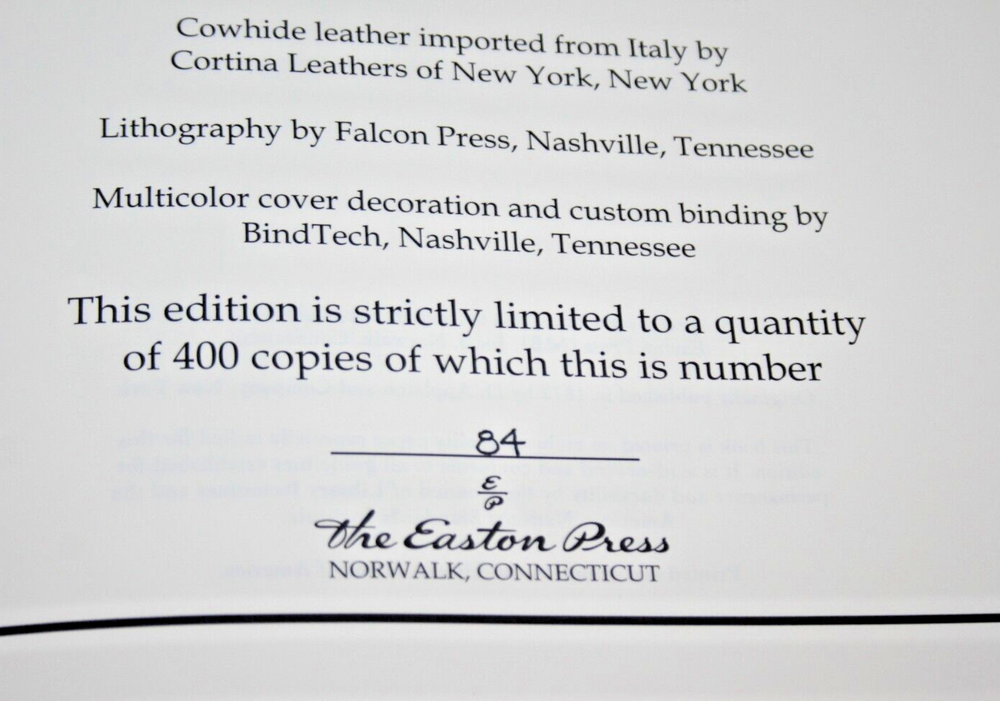 Cowhide leather imported from Italy by
Cortina Leathers of New York, New York
Lithography by Falcon Press, Nashville, Tennessee
Multicolor cover decoration and custom binding by
BindTech, Nashville, Tennessee
This edition is strictly limited to a quantity
of 400 copies of which this is number
84
E
P
The Easton Press
NORWALK, CONNECTICUT